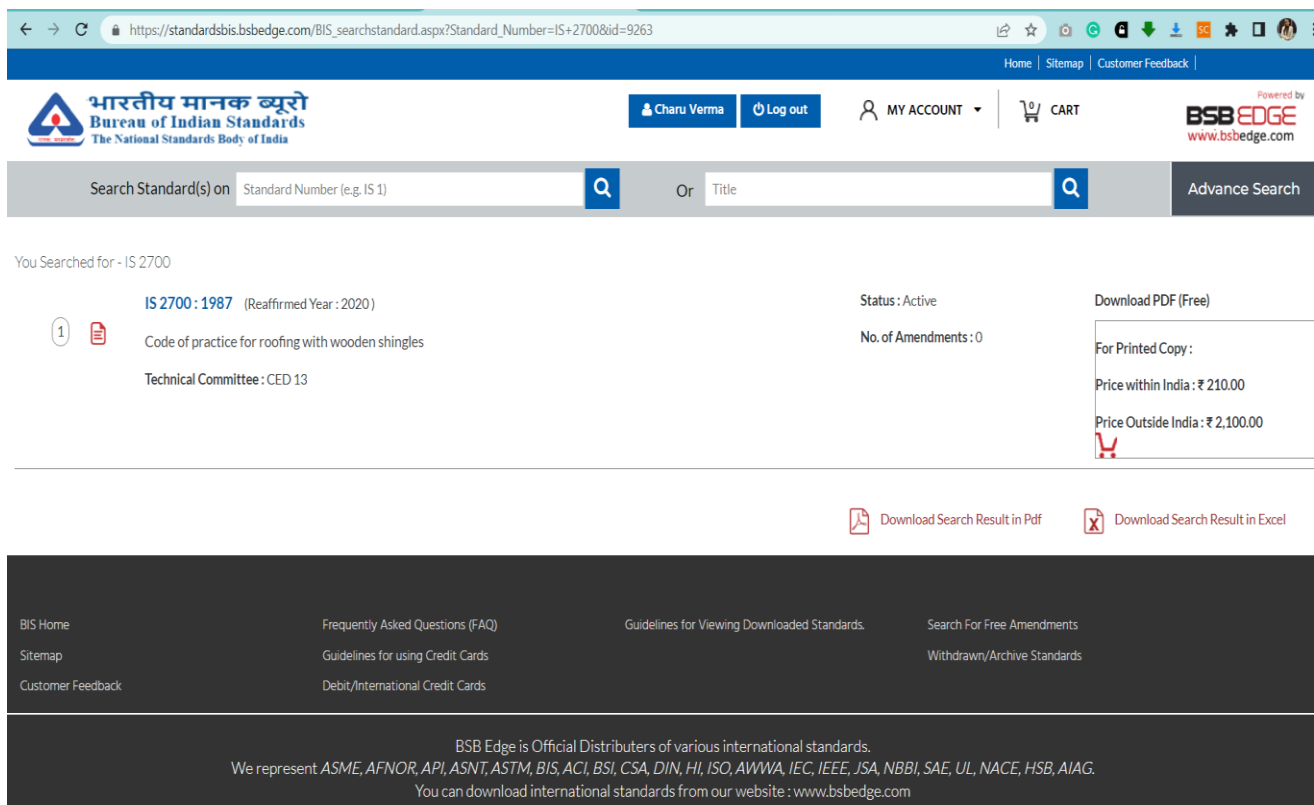 https://standardsbis.bsbedge.com/BIS_searchstandard.aspx?Standard_Number=IS+2700&id=9263
Home | Sitemap | Customer Feedback |
भारतीय मानक ब्यूरो
Bureau of Indian Standards
The National Standards Body of India
Charu Verma
Log out
MY ACCOUNT
0
CART
Powered by
BSB EDGE
www.bsbedge.com
Search Standard(s) on
Standard Number (e.g. IS 1)
Or
Title
Advance Search
You Searched for - IS 2700
1
IS 2700 : 1987 (Reaffirmed Year : 2020 )
Code of practice for roofing with wooden shingles
Technical Committee : CED 13
Status : Active
No. of Amendments : 0
Download PDF (Free)
For Printed Copy :
Price within India : ₹ 210.00
Price Outside India : ₹ 2,100.00
Download Search Result in Pdf
Download Search Result in Excel
BIS Home
Sitemap
Customer Feedback
Frequently Asked Questions (FAQ)
Guidelines for using Credit Cards
Debit/International Credit Cards
Guidelines for Viewing Downloaded Standards.
Search For Free Amendments
Withdrawn/Archive Standards
BSB Edge is Official Distributers of various international standards.
We represent ASME, AFNOR, API, ASNT, ASTM, BIS, ACI, BSI, CSA, DIN, HI, ISO, AWWA, IEC, IEEE, JSA, NBBI, SAE, UL, NACE, HSB, AIAG.
You can download international standards from our website : www.bsbedge.com